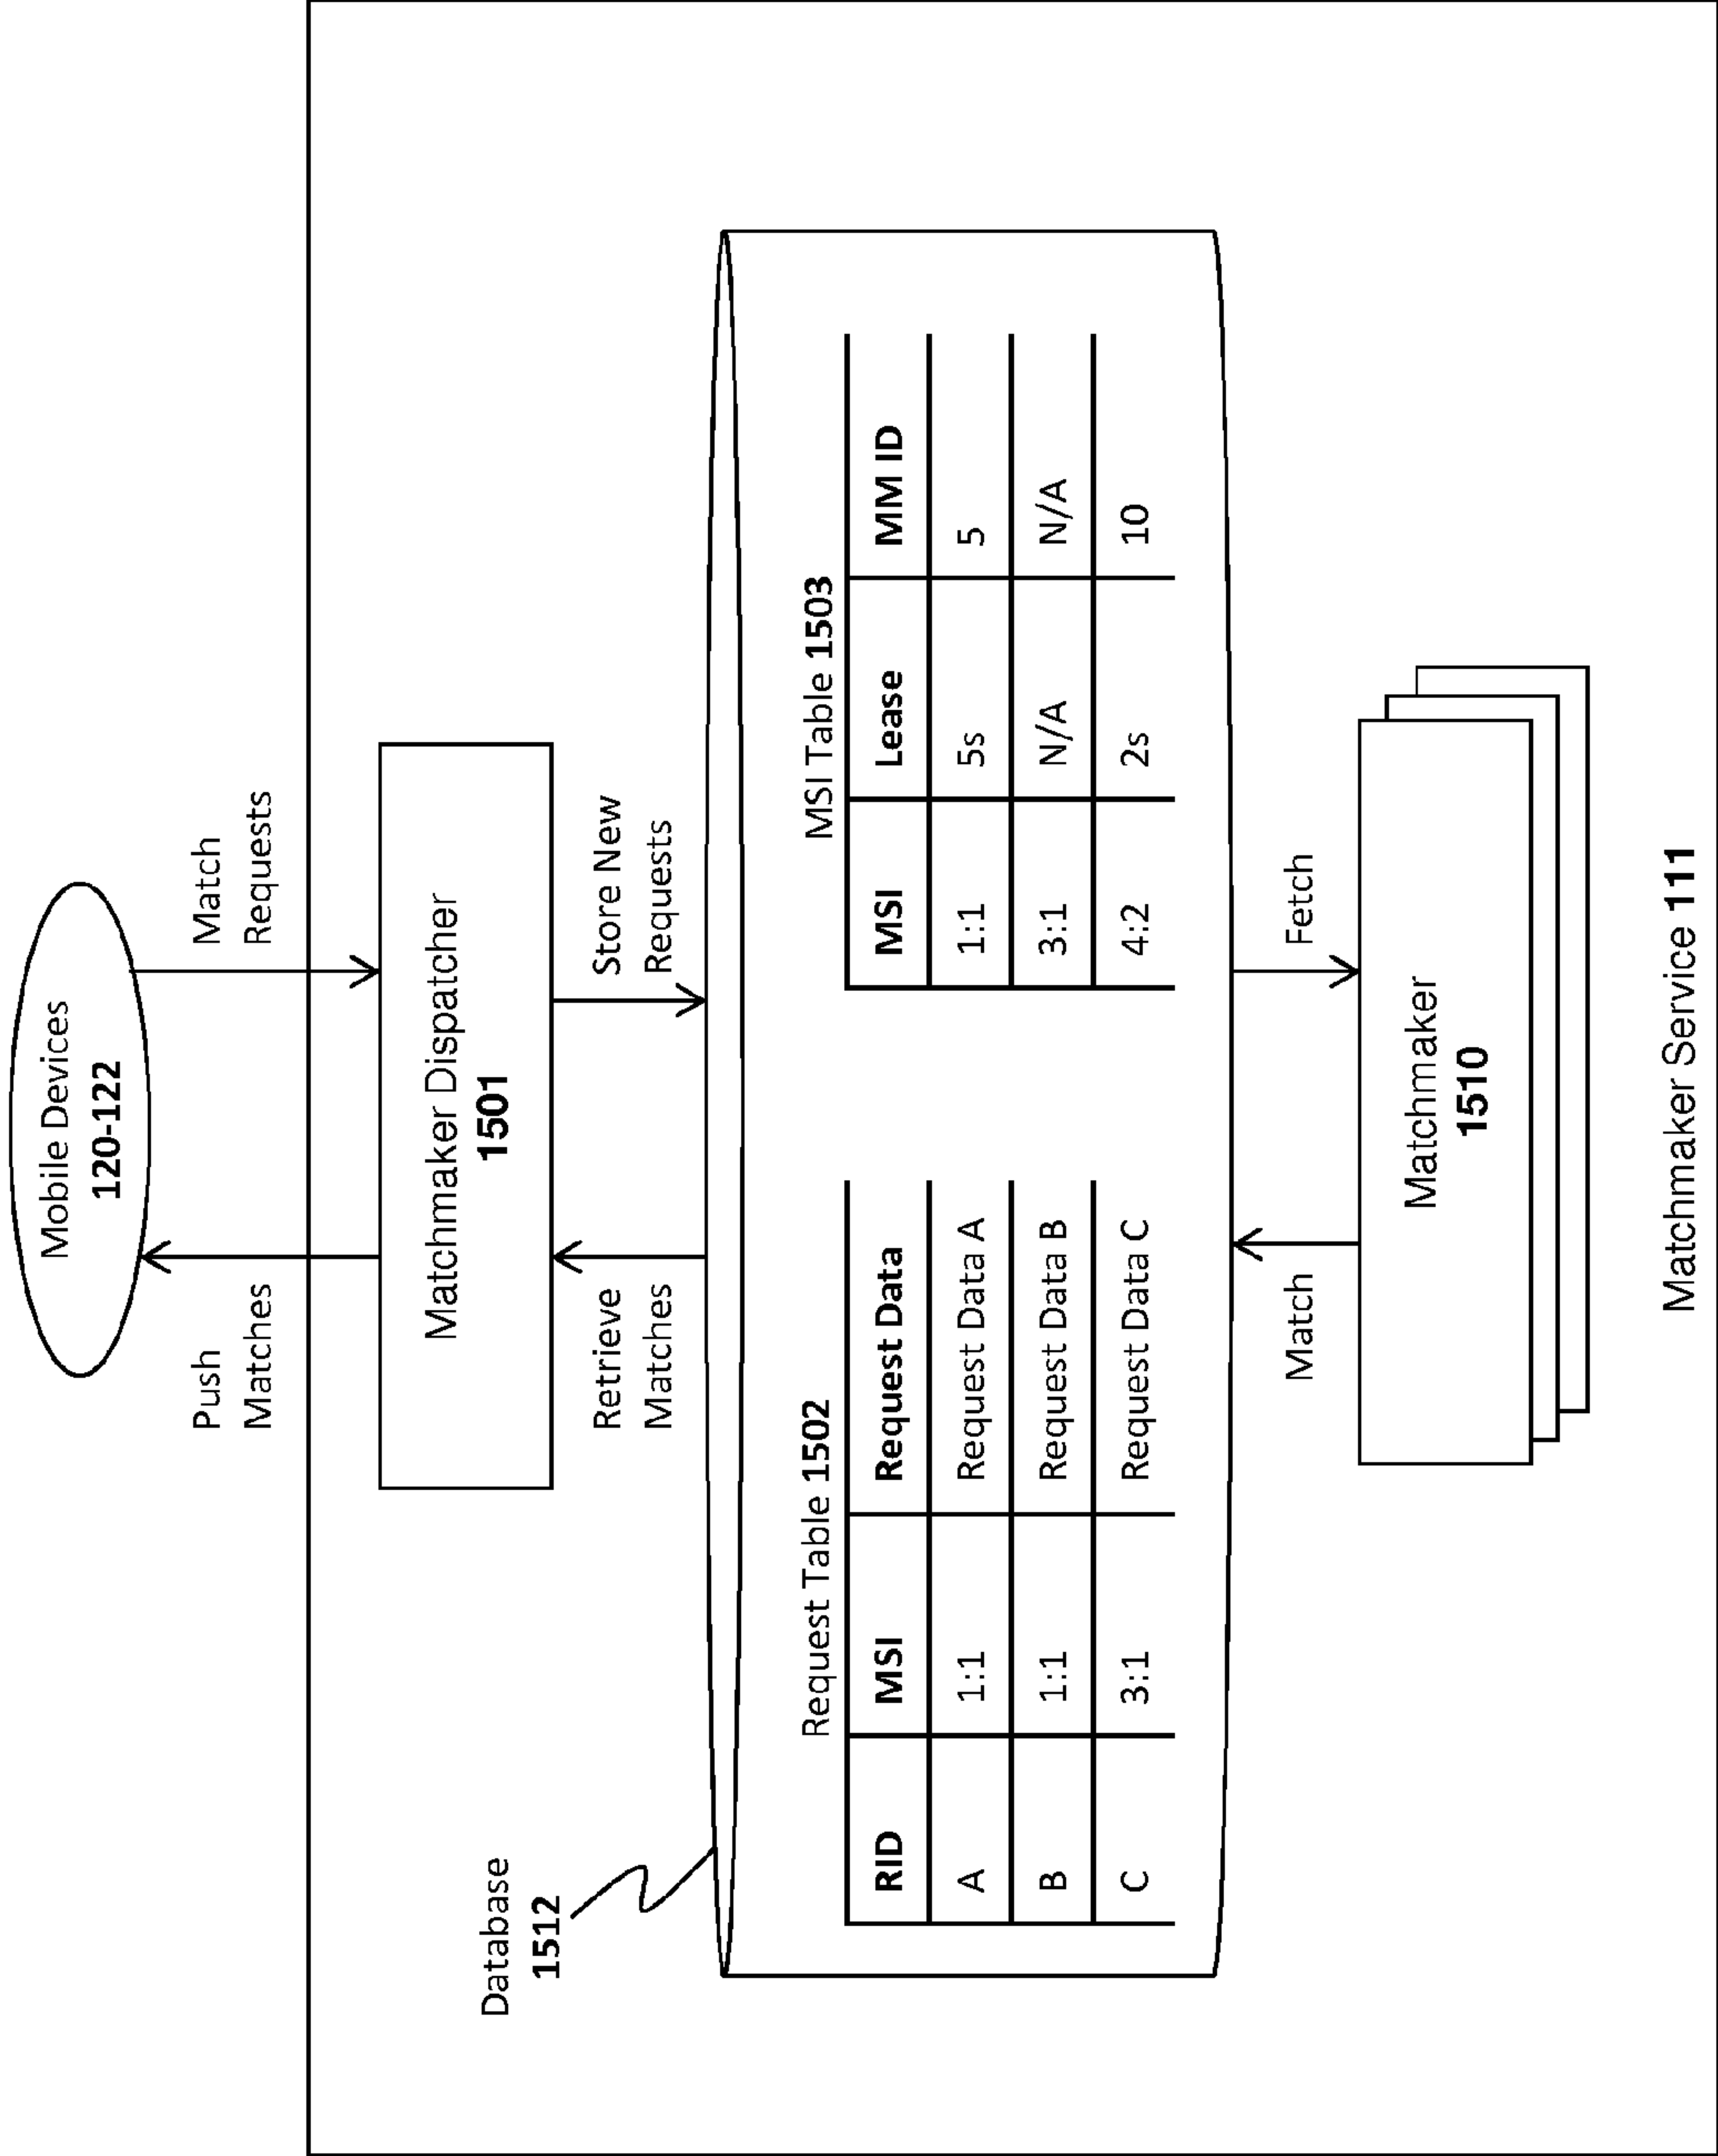 Mobile Devices
120-122
Push
Matches
Match
Requests
Matchmaker Dispatcher
1501
Database
1512
Retrieve
Matches
Store New
Requests
Request Table 1502
RID MSI Request Data
A 1:1 Request Data A
B 1:1 Request Data B
C 3:1 Request Data C
MSI Table 1503
MSI Lease MM ID
1:1 5s 5
3:1 N/A N/A
4:2 2s 10
Match
Fetch
Matchmaker
1510
Matchmaker Service 111